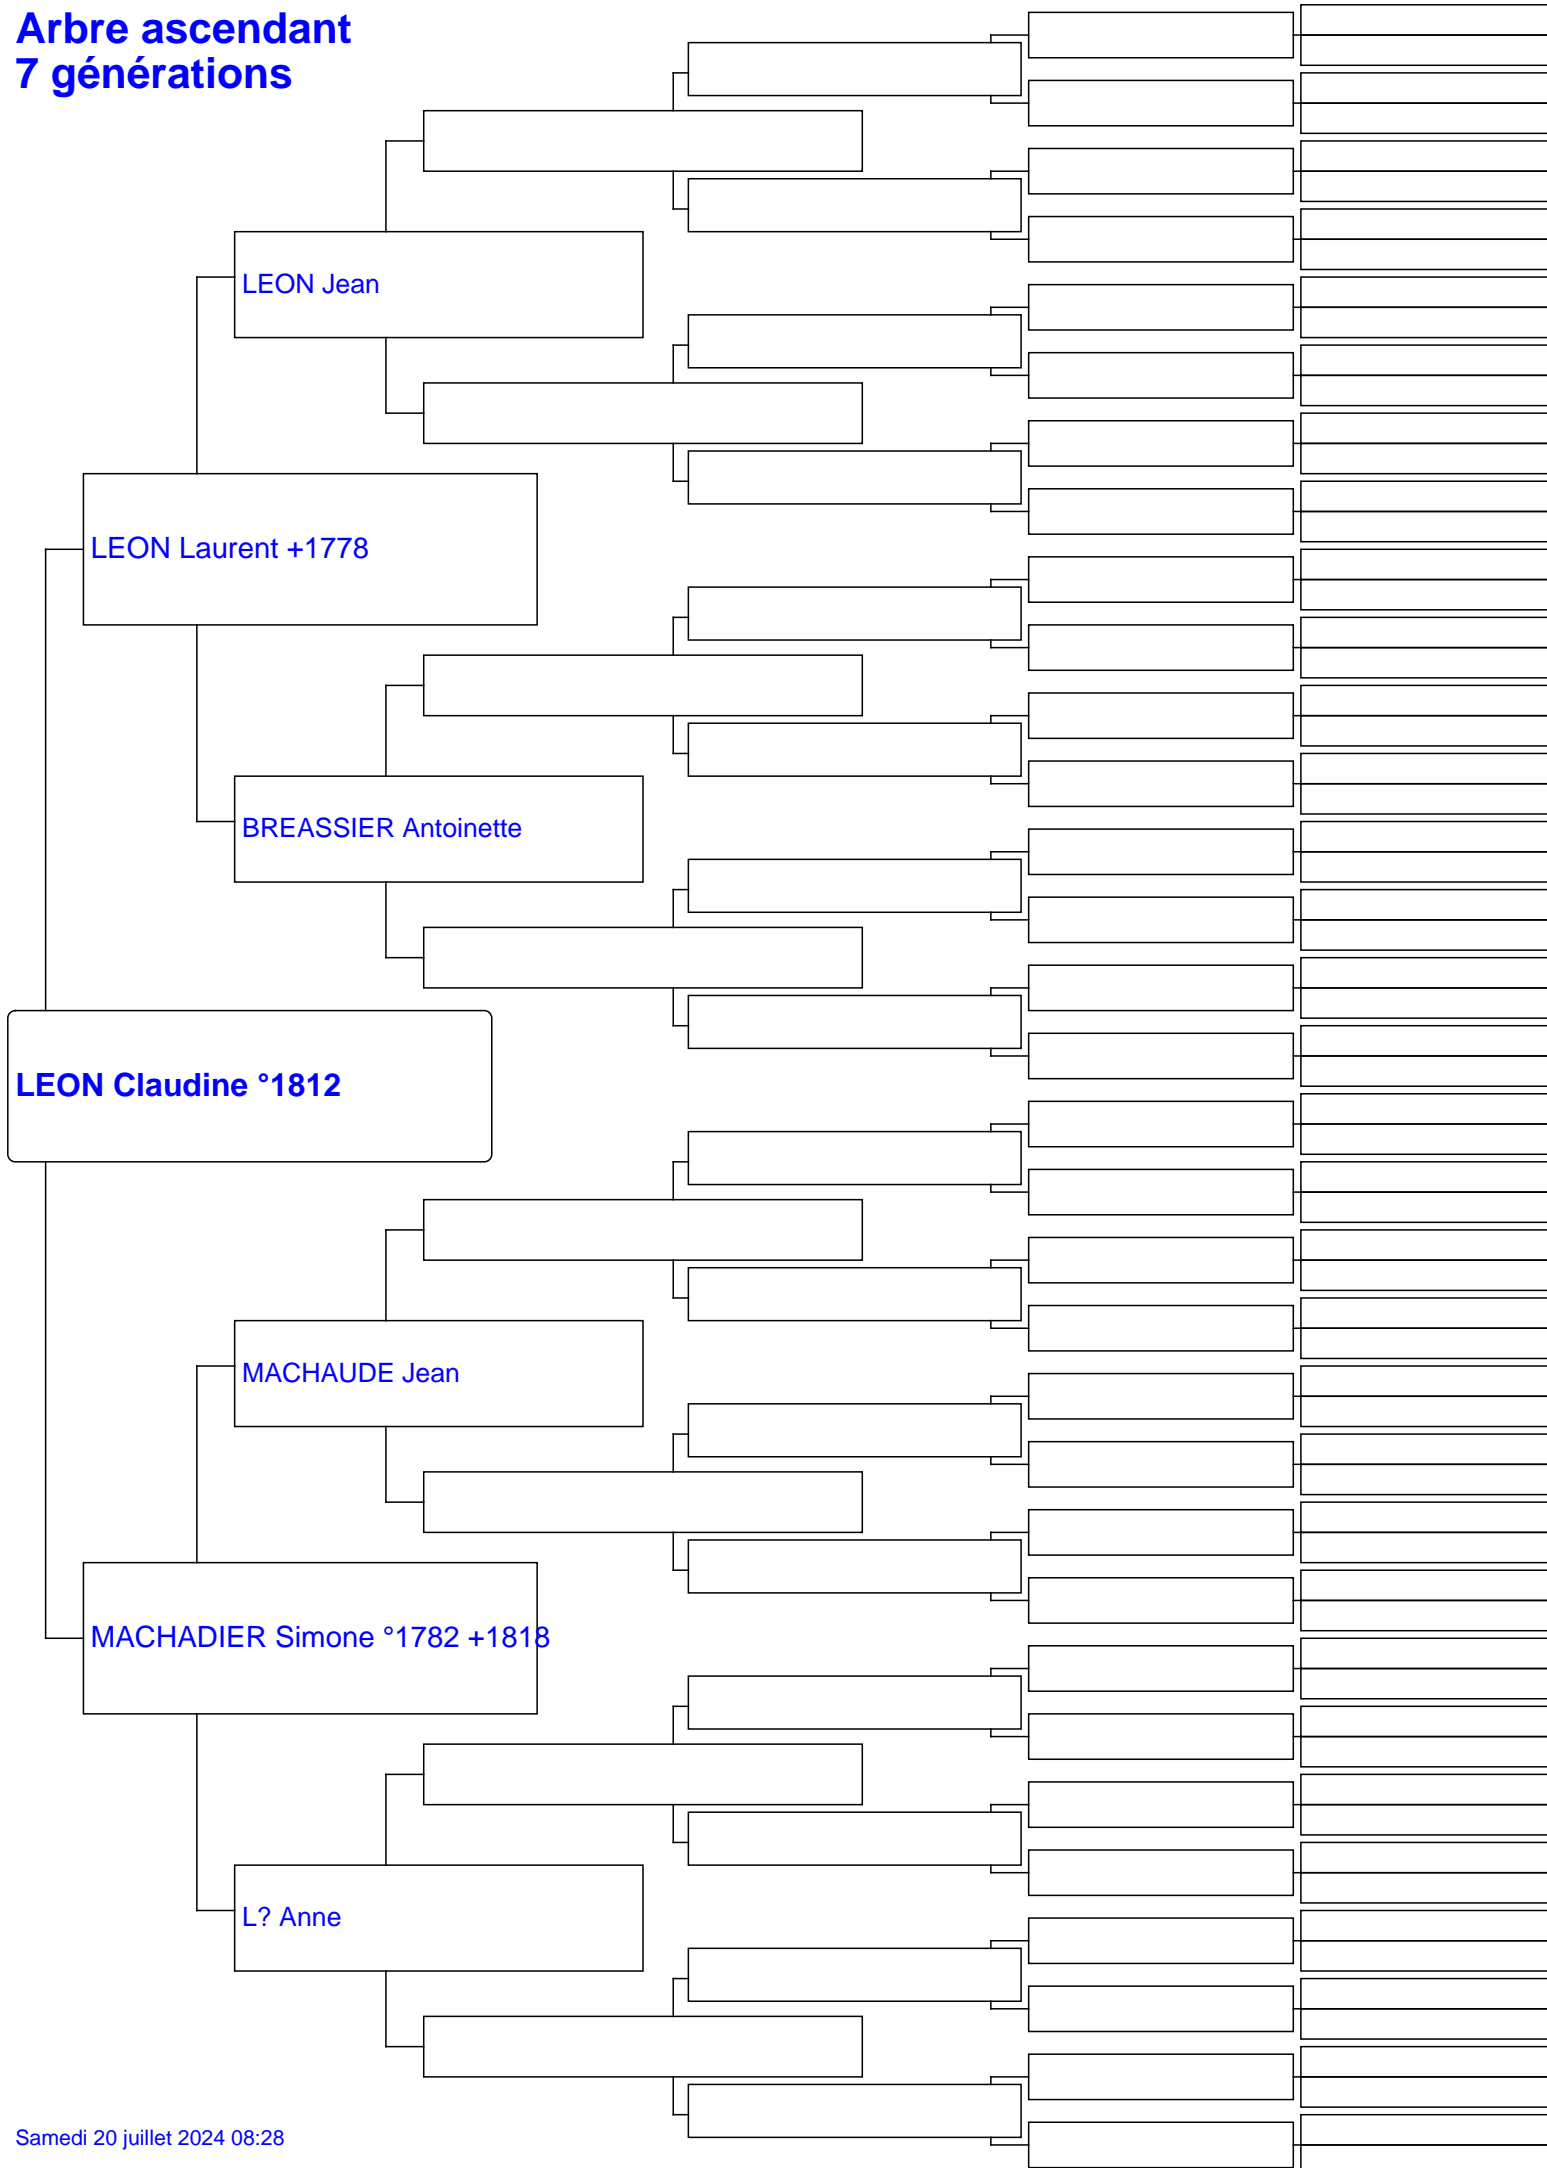 Arbre ascendant
7 générations
LEON Jean
LEON Laurent +1778
BREASSIER Antoinette
LEON Claudine °1812
MACHAUDE Jean
MACHADIER Simone °1782 +1818
L? Anne
Samedi 20 juillet 2024 08:28